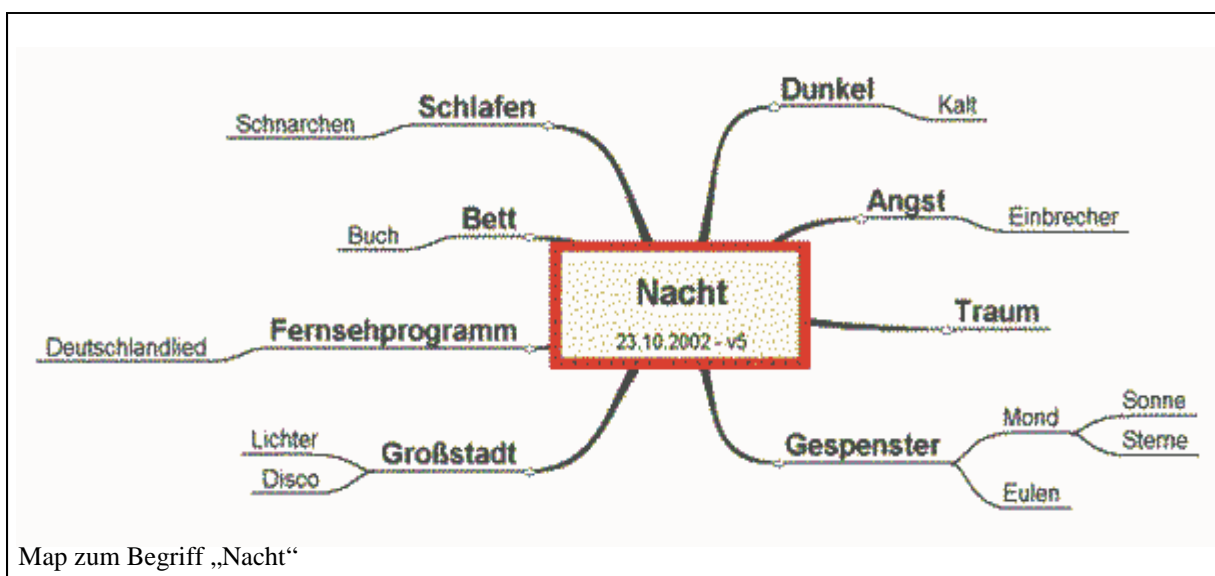 Schlafen
Schnarchen
Bett
Buch
Fernsehprogramm
Deutschlandlied
Großstadt
Lichter
Disco
Nacht
23.10.2002 - v5
Dunkel
Kalt
Angst
Einbrecher
Traum
Gespenster
Mond
Sonne
Sterne
Eulen
Map zum Begriff „Nacht“